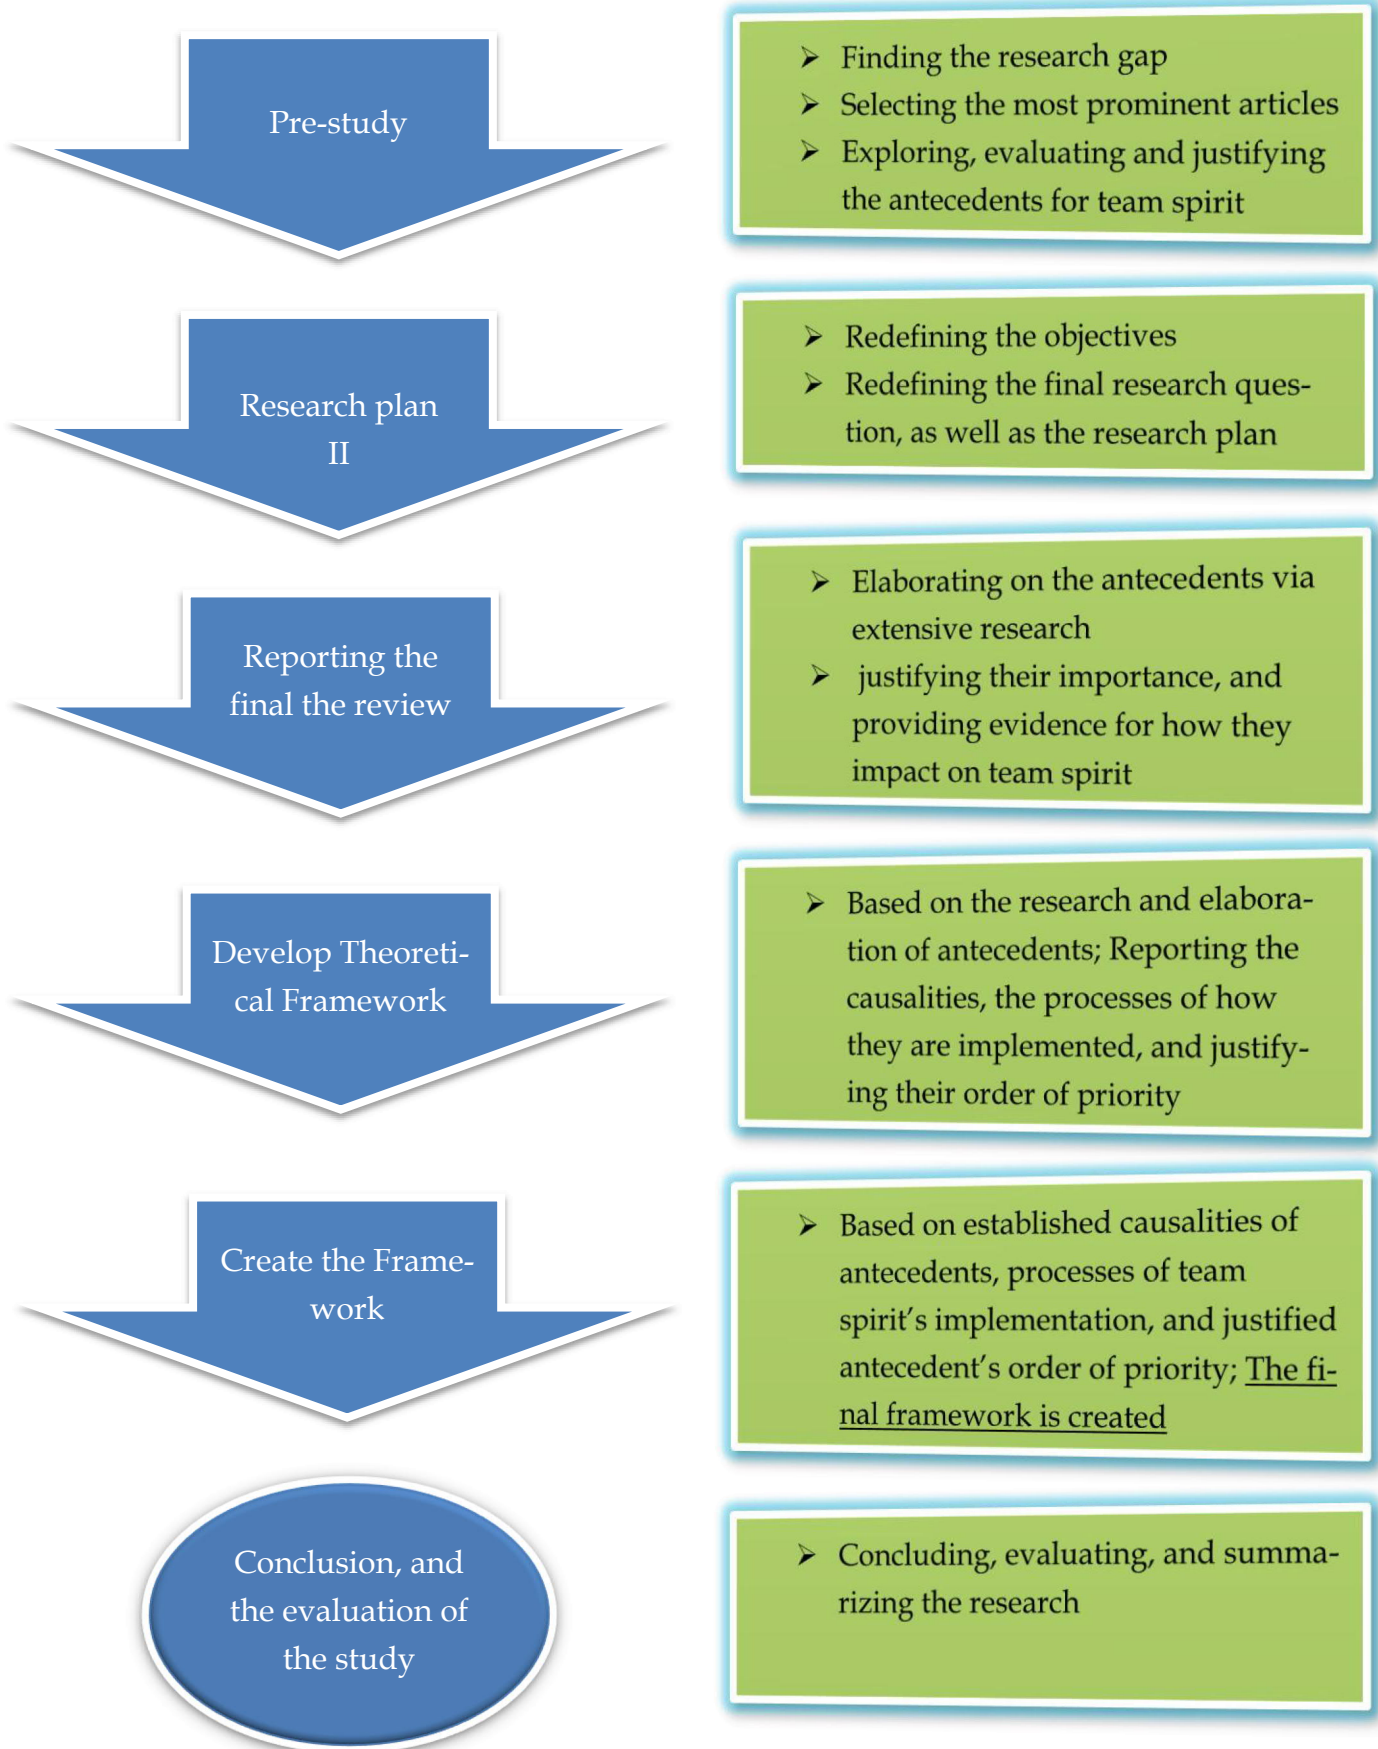 Pre-study
➢ Finding the research gap
➢ Selecting the most prominent articles
➢ Exploring, evaluating and justifying
the antecedents for team spirit
Research plan
II
➢ Redefining the objectives
➢ Redefining the final research ques-
tion, as well as the research plan
Reporting the
final the review
➢ Elaborating on the antecedents via
extensive research
➢ justifying their importance, and
providing evidence for how they
impact on team spirit
Develop Theoreti-
cal Framework
➢ Based on the research and elabora-
tion of antecedents; Reporting the
causalities, the processes of how
they are implemented, and justify-
ing their order of priority
Create the Frame-
work
➢ Based on established causalities of
antecedents, processes of team
spirit’s implementation, and justified
antecedent’s order of priority; The fi-
nal framework is created
Conclusion, and
the evaluation of
the study
➢ Concluding, evaluating, and summa-
rizing the research